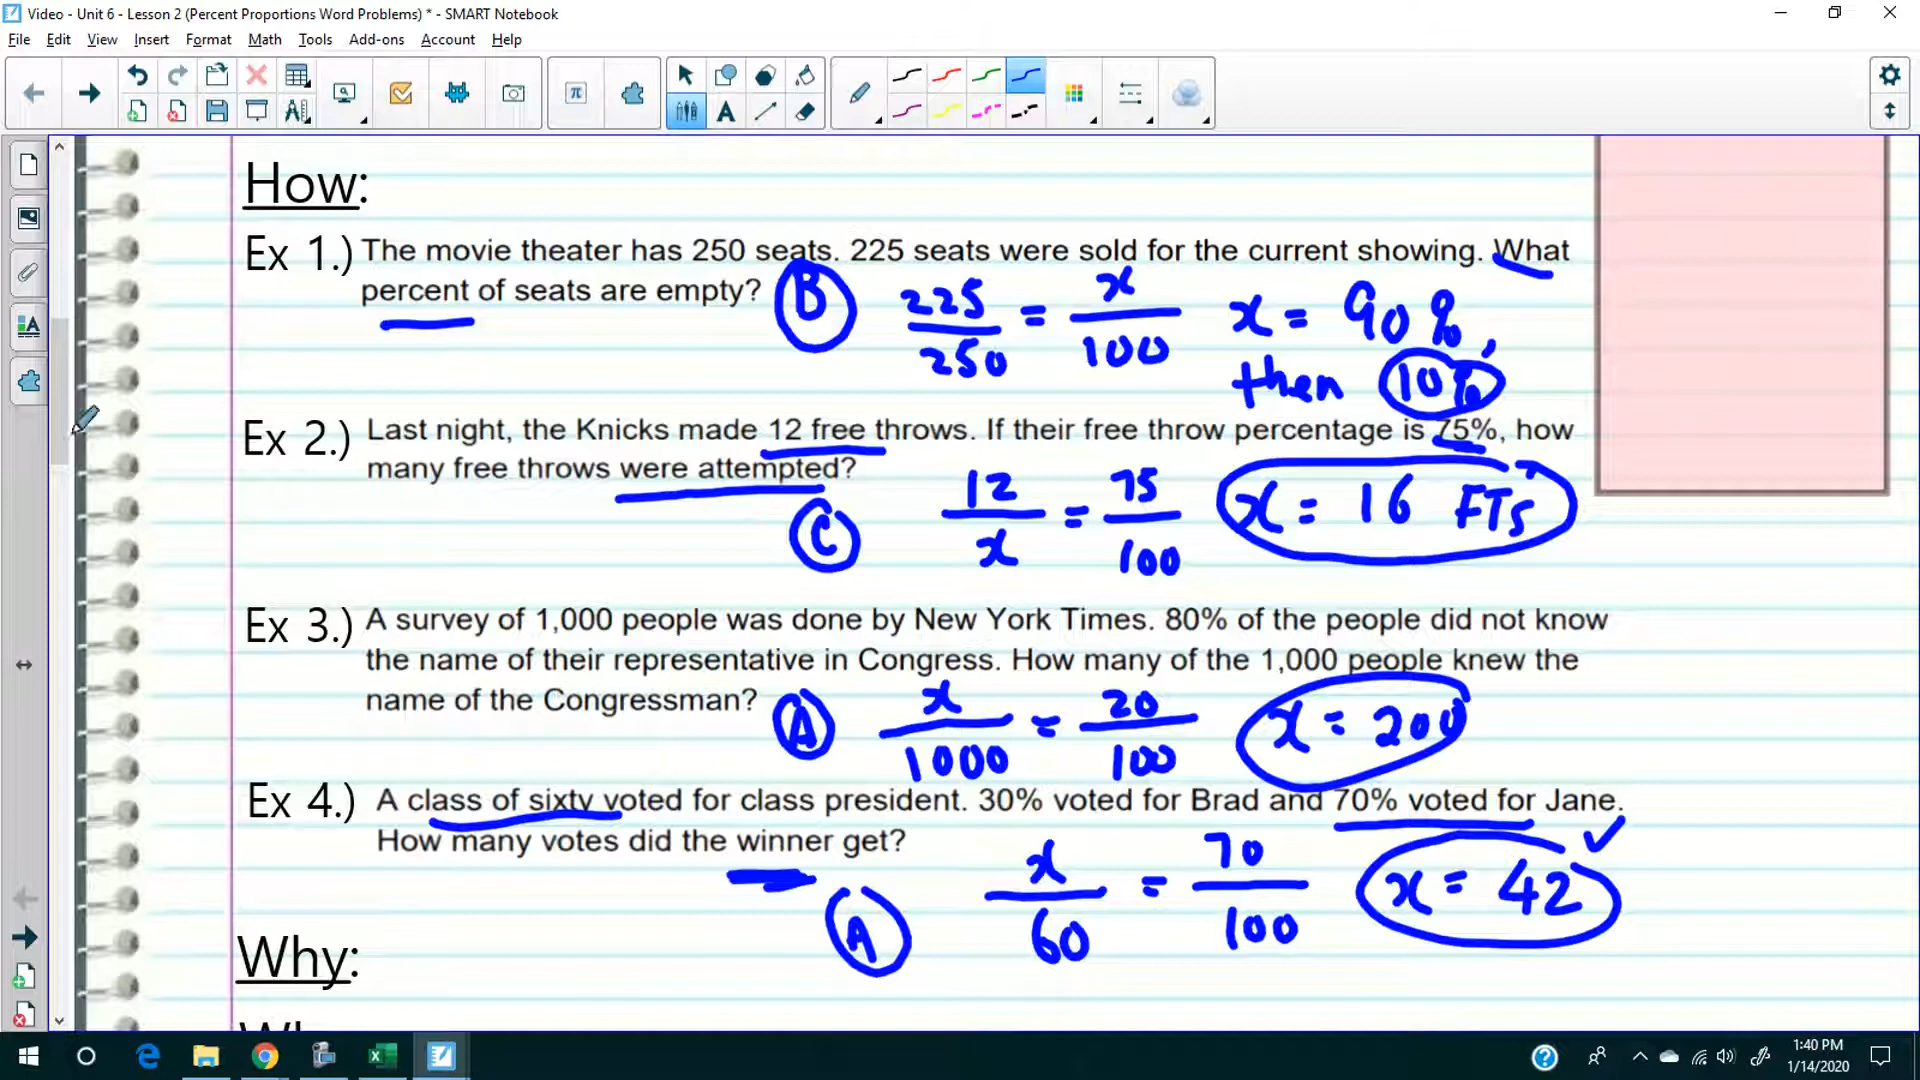 Video - Unit 6 - Lesson 2 (Percent Proportions Word Problems) * - SMART Notebook
File Edit View Insert Format Math Tools Add-ons Account Help
How:
Ex 1.) The movie theater has 250 seats. 225 seats were sold for the current showing. What
percent of seats are empty?
B 225/250 = x/100 x = 90%,
then 10%
Ex 2.) Last night, the Knicks made 12 free throws. If their free throw percentage is 75%, how
many free throws were attempted?
C 12/x = 75/100 x = 16 FTs
Ex 3.) A survey of 1,000 people was done by New York Times. 80% of the people did not know
the name of their representative in Congress. How many of the 1,000 people knew the
name of the Congressman?
A x/1000 = 20/100 x = 200
Ex 4.) A class of sixty voted for class president. 30% voted for Brad and 70% voted for Jane.
How many votes did the winner get?
A x/60 = 70/100 x = 42
Why:
1:40 PM
1/14/2020